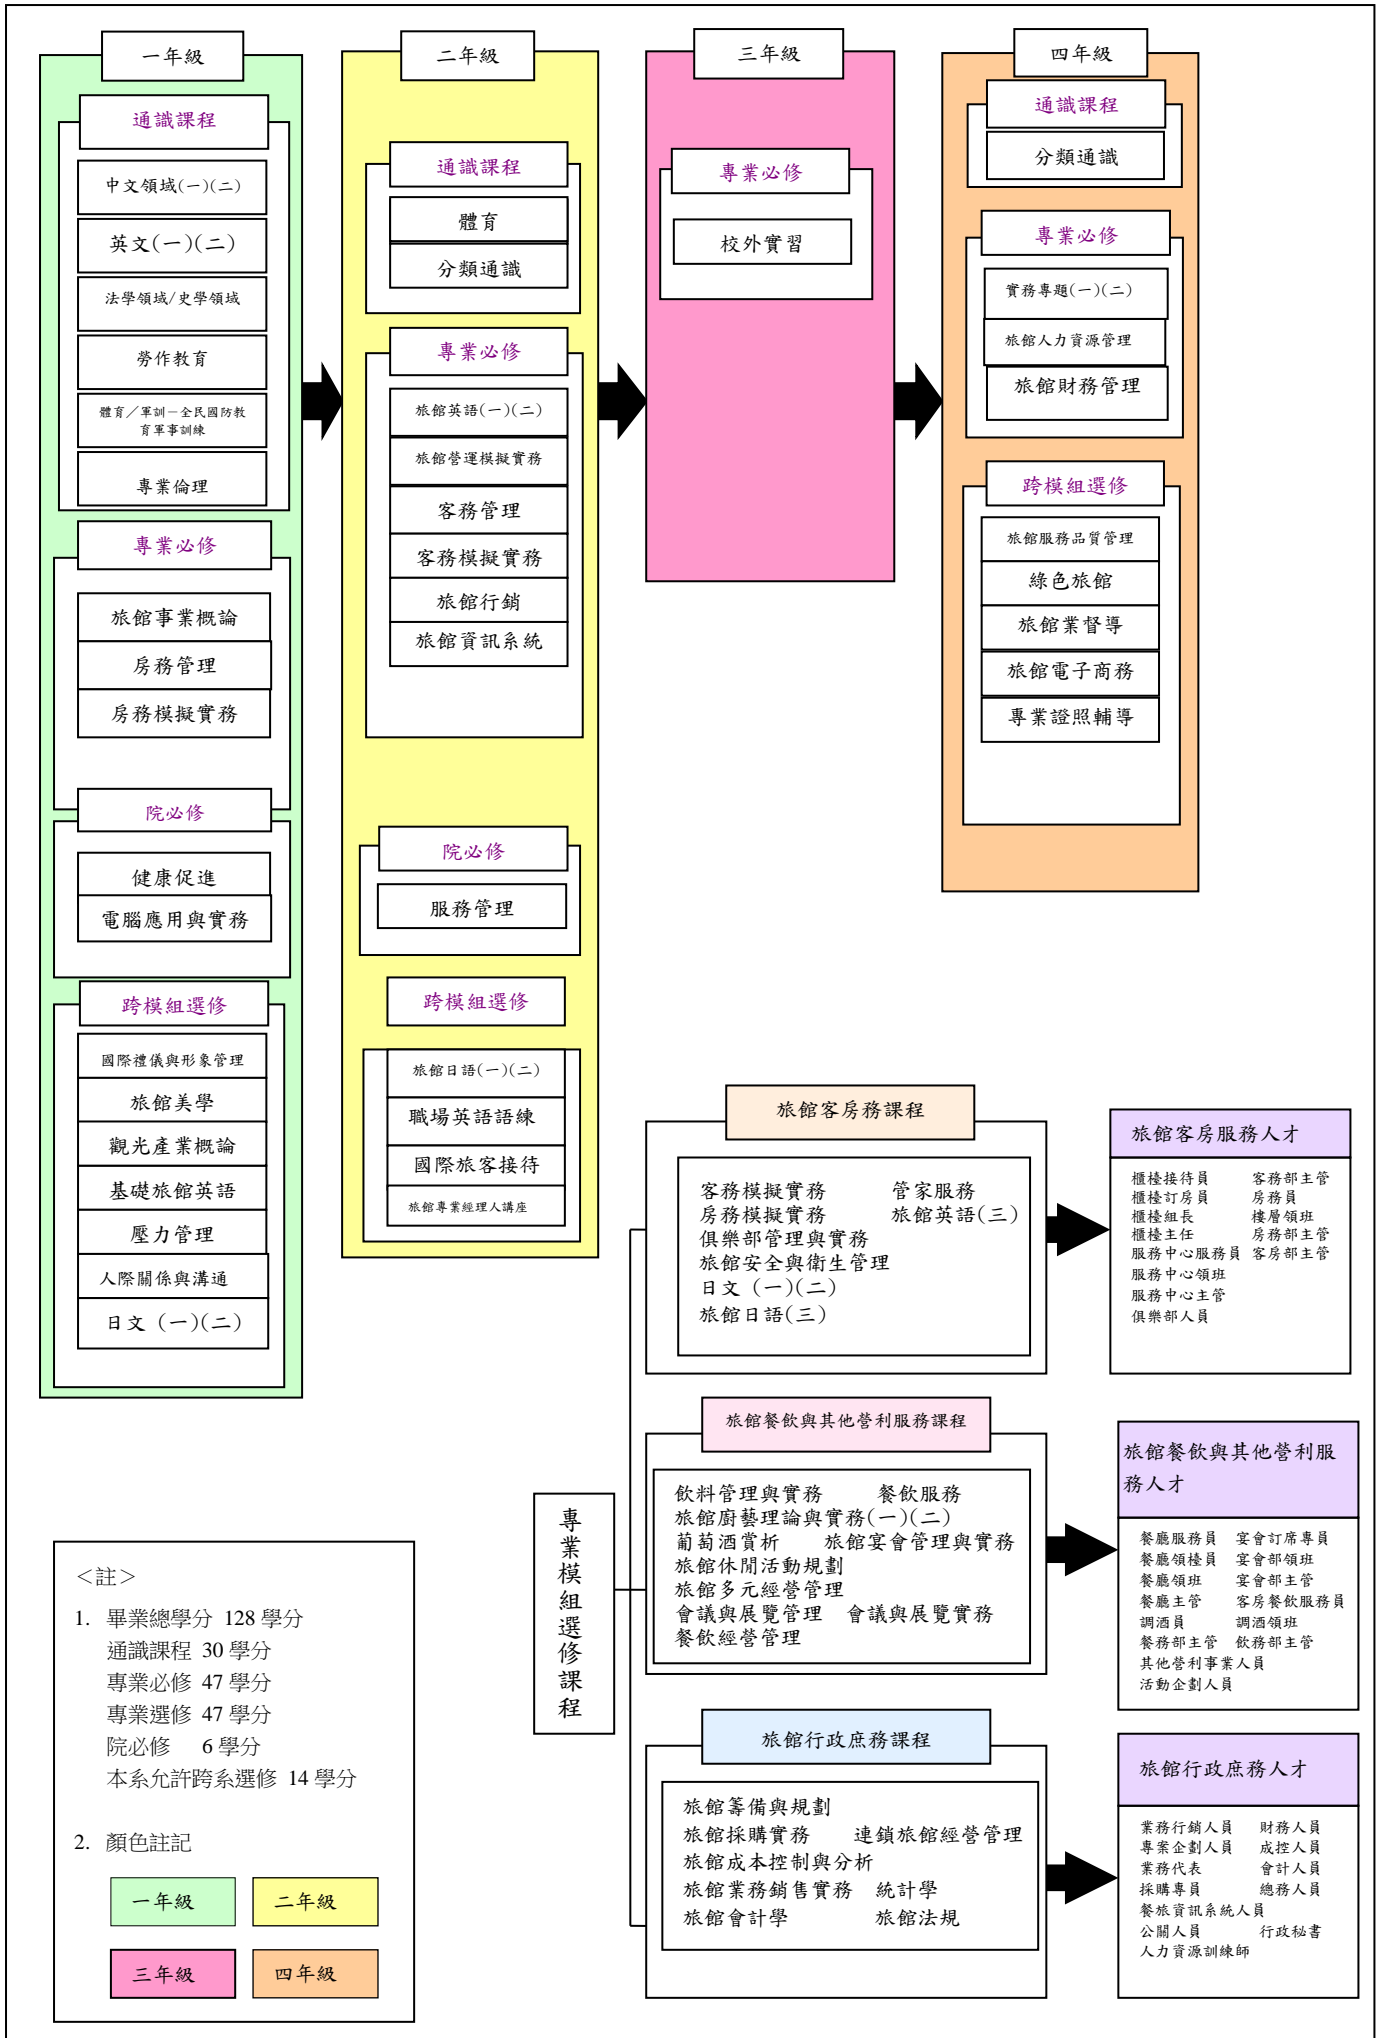 一年級
通識課程
中文領域(一)(二)
英文(一)(二)
法學領域/史學領域
勞作教育
體育／軍訓－全民國防教
育軍事訓練
專業倫理
專業必修
旅館事業概論
房務管理
房務模擬實務
院必修
健康促進
電腦應用與實務
跨模組選修
國際禮儀與形象管理
旅館美學
觀光產業概論
基礎旅館英語
壓力管理
人際關係與溝通
日文 (一)(二)
二年級
通識課程
體育
分類通識
專業必修
旅館英語(一)(二)
旅館營運模擬實務
客務管理
客務模擬實務
旅館行銷
旅館資訊系統
院必修
服務管理
跨模組選修
旅館日語(一)(二)
職場英語語練
國際旅客接待
旅館專業經理人講座
三年級
專業必修
校外實習
四年級
通識課程
分類通識
專業必修
實務專題(一)(二)
旅館人力資源管理
旅館財務管理
跨模組選修
旅館服務品質管理
綠色旅館
旅館業督導
旅館電子商務
專業證照輔導
專業模組選修課程
旅館客房務課程
客務模擬實務 管家服務
房務模擬實務 旅館英語(三)
俱樂部管理與實務
旅館安全與衛生管理
日文 (一)(二)
旅館日語(三)
旅館客房服務人才
櫃檯接待員 客務部主管
櫃檯訂房員 房務員
櫃檯組長 樓層領班
櫃檯主任 房務部主管
服務中心服務員 客房部主管
服務中心領班
服務中心主管
俱樂部人員
旅館餐飲與其他營利服務課程
飲料管理與實務 餐飲服務
旅館廚藝理論與實務(一)(二)
葡萄酒賞析 旅館宴會管理與實務
旅館休閒活動規劃
旅館多元經營管理
會議與展覽管理 會議與展覽實務
餐飲經營管理
旅館餐飲與其他營利服
務人才
餐廳服務員 宴會訂席專員
餐廳領檯員 宴會部領班
餐廳領班 宴會部主管
餐廳主管 客房餐飲服務員
調酒員 調酒領班
餐務部主管 飲務部主管
其他營利事業人員
活動企劃人員
旅館行政庶務課程
旅館籌備與規劃
旅館採購實務 連鎖旅館經營管理
旅館成本控制與分析
旅館業務銷售實務 統計學
旅館會計學 旅館法規
旅館行政庶務人才
業務行銷人員 財務人員
專案企劃人員 成控人員
業務代表 會計人員
採購專員 總務人員
餐旅資訊系統人員
公關人員 行政秘書
人力資源訓練師
＜註＞
1. 畢業總學分 128 學分
通識課程 30 學分
專業必修 47 學分
專業選修 47 學分
院必修 6 學分
本系允許跨系選修 14 學分
2. 顏色註記
一年級 二年級
三年級 四年級